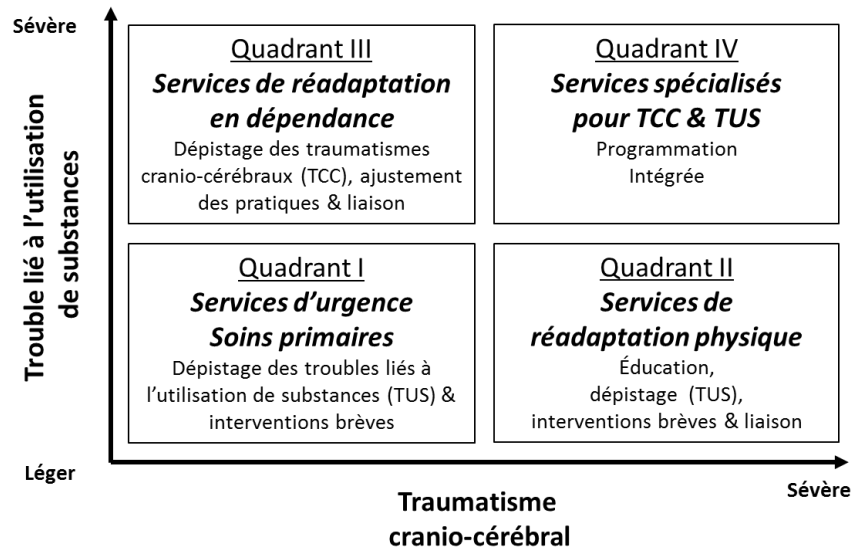 Sévère
Trouble lié à l'utilisation
de substances
Quadrant III
Services de réadaptation
en dépendance
Dépistage des traumatismes
cranio-cérébraux (TCC), ajustement
des pratiques & liaison
Quadrant IV
Services spécialisés
pour TCC & TUS
Programmation
Intégrée
Quadrant I
Services d'urgence
Soins primaires
Dépistage des troubles liés à
l'utilisation de substances (TUS) &
interventions brèves
Quadrant II
Services de
réadaptation physique
Éducation,
dépistage (TUS),
interventions brèves & liaison
Léger
Sévère
Traumatisme
cranio-cérébral